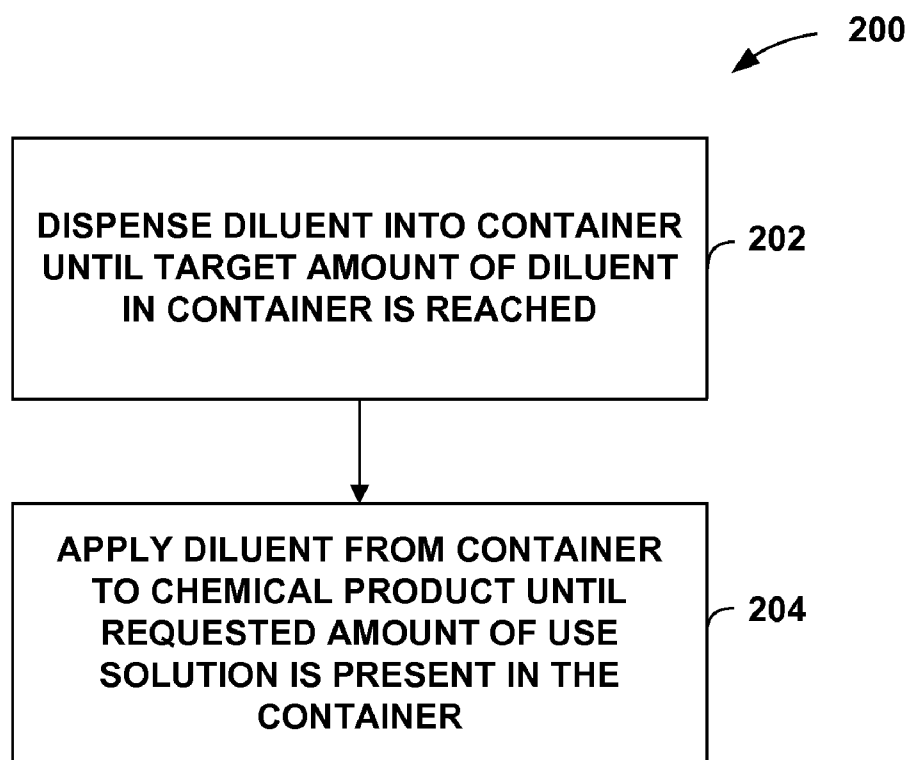 200
DISPENSE DILUENT INTO CONTAINER
UNTIL TARGET AMOUNT OF DILUENT
IN CONTAINER IS REACHED
202
APPLY DILUENT FROM CONTAINER
TO CHEMICAL PRODUCT UNTIL
REQUESTED AMOUNT OF USE
SOLUTION IS PRESENT IN THE
CONTAINER
204